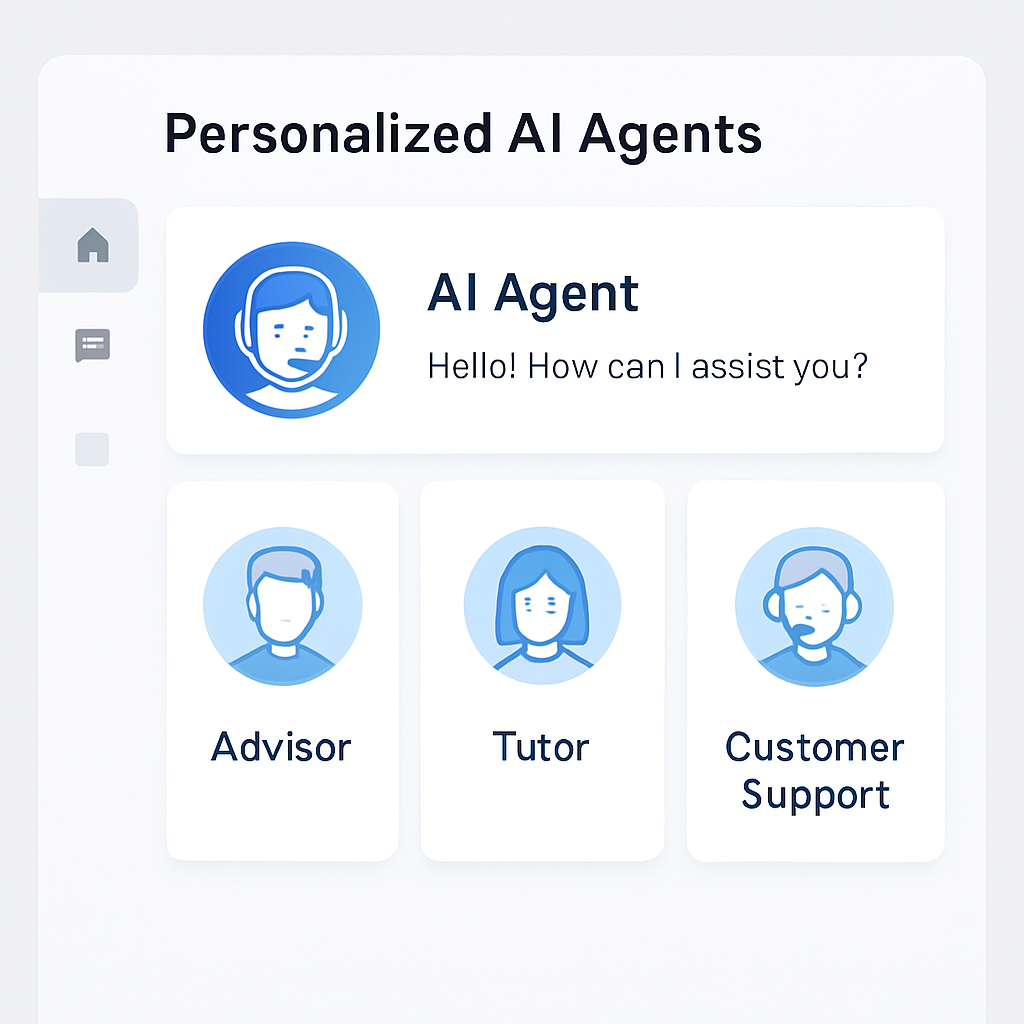 Personalized AI Agents
AI Agent
Hello! How can I assist you?
Advisor
Tutor
Customer
Support